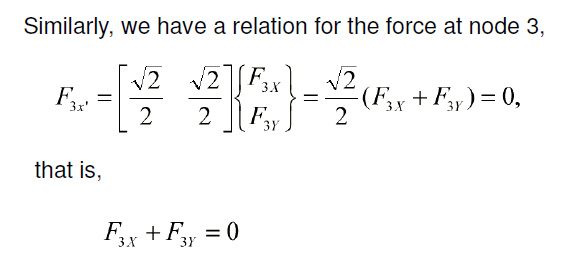 Similarly, we have a relation for the force at node 3,
F_{3x'} = [ √2/2 √2/2 ] { F_{3X} F_{3Y} } = √2/2 (F_{3X} + F_{3Y}) = 0,
that is,
F_{3X} + F_{3Y} = 0